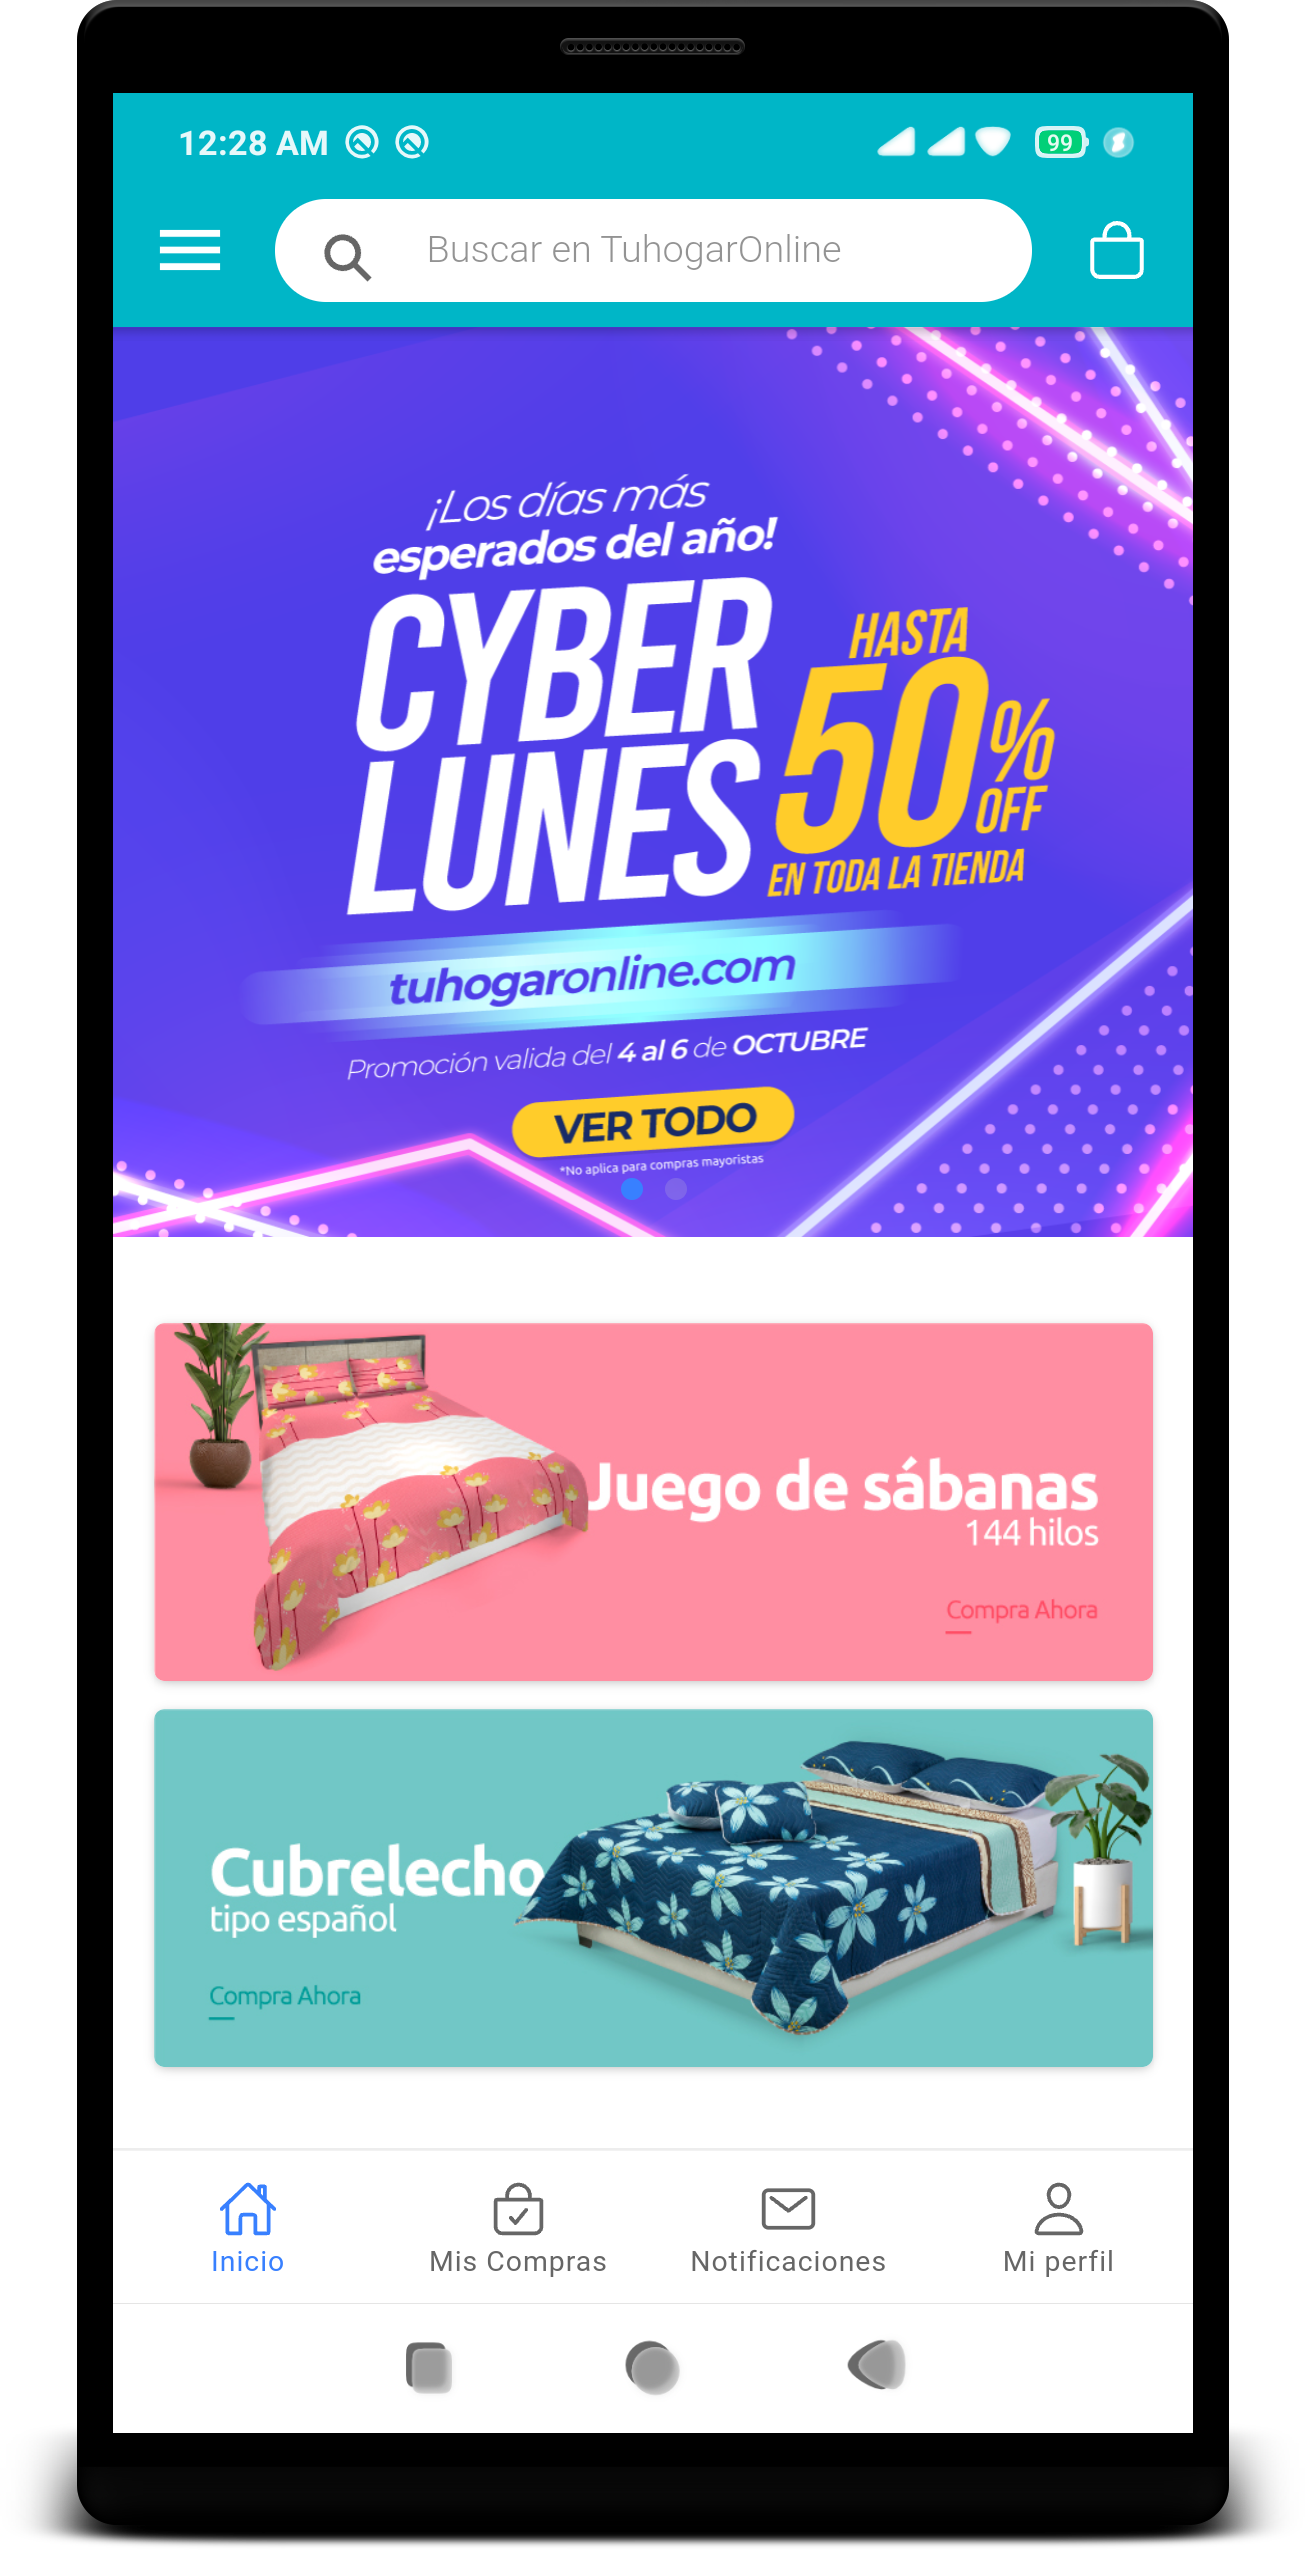 12:28 AM
99
Buscar en TuhogarOnline
¡Los días más
esperados del año!
CYBER
LUNES
HASTA
50%
OFF
EN TODA LA TIENDA
tuhogaronline.com
Promoción valida del 4 al 6 de OCTUBRE
VER TODO
*No aplica para compras mayoristas
Juego de sábanas
144 hilos
Compra Ahora
Cubrelecho
tipo español
Compra Ahora
Inicio
Mis Compras
Notificaciones
Mi perfil